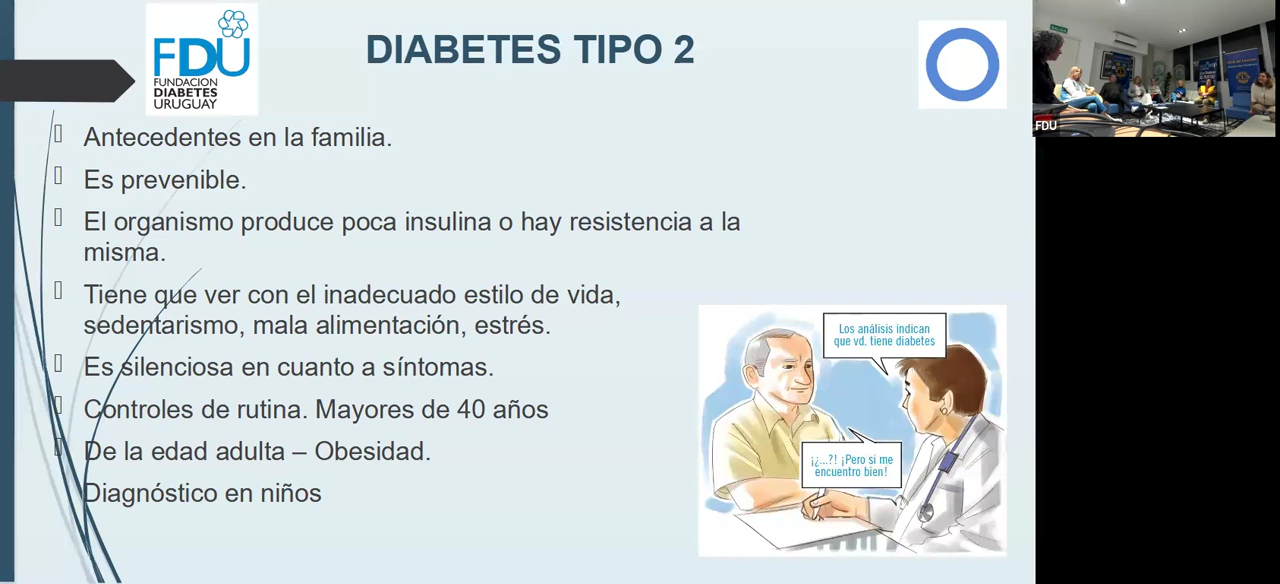 FDU
FUNDACION
DIABETES
URUGUAY
DIABETES TIPO 2
Antecedentes en la familia.
Es prevenible.
El organismo produce poca insulina o hay resistencia a la
misma.
Tiene que ver con el inadecuado estilo de vida,
sedentarismo, mala alimentación, estrés.
Es silenciosa en cuanto a síntomas.
Controles de rutina. Mayores de 40 años
De la edad adulta – Obesidad.
Diagnóstico en niños
Los análisis indican
que vd. tiene diabetes
¡¿...?! ¡Pero si me
encuentro bien!
FDU